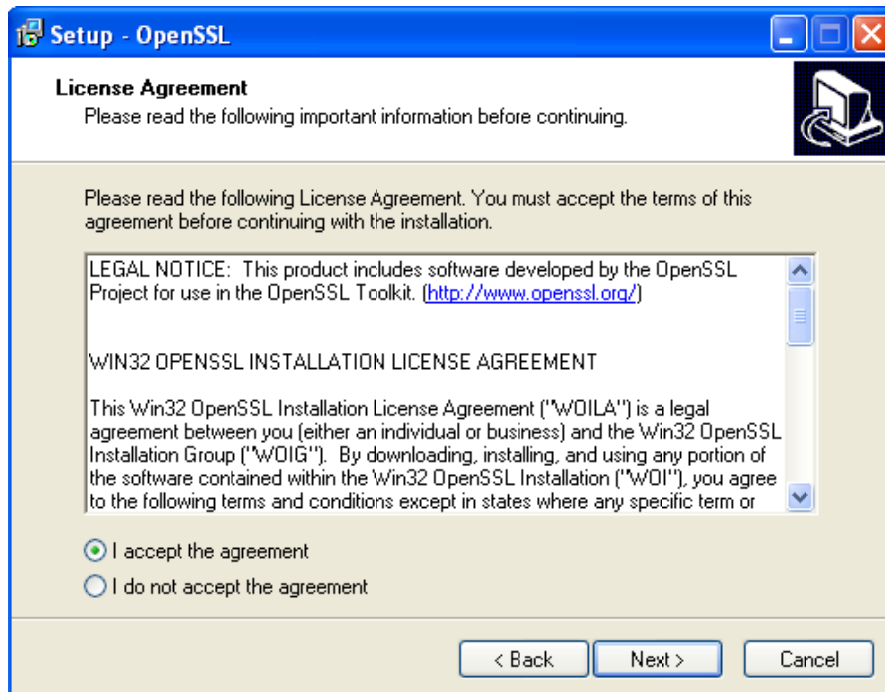 Setup - OpenSSL
License Agreement
Please read the following important information before continuing.
Please read the following License Agreement. You must accept the terms of this
agreement before continuing with the installation.
LEGAL NOTICE:  This product includes software developed by the OpenSSL
Project for use in the OpenSSL Toolkit. (http://www.openssl.org/)
WIN32 OPENSSL INSTALLATION LICENSE AGREEMENT
This Win32 OpenSSL Installation License Agreement ("WOILA") is a legal
agreement between you (either an individual or business) and the Win32 OpenSSL
Installation Group ("WOIG").  By downloading, installing, and using any portion of
the software contained within the Win32 OpenSSL Installation ("WOI"), you agree
to the following terms and conditions except in states where any specific term or
I accept the agreement
I do not accept the agreement
< Back
Next >
Cancel